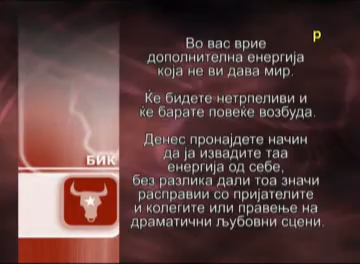 р
Во вас врие
дополнителна енергија
која не ви дава мир.
Ќе бидете нетрпеливи и
ќе барате повеќе возбуда.
Денес пронајдете начин
да ја извадите таа
енергија од себе,
без разлика дали тоа значи
расправии со пријателите
и колегите или правење на
драматични љубовни сцени.
БИК